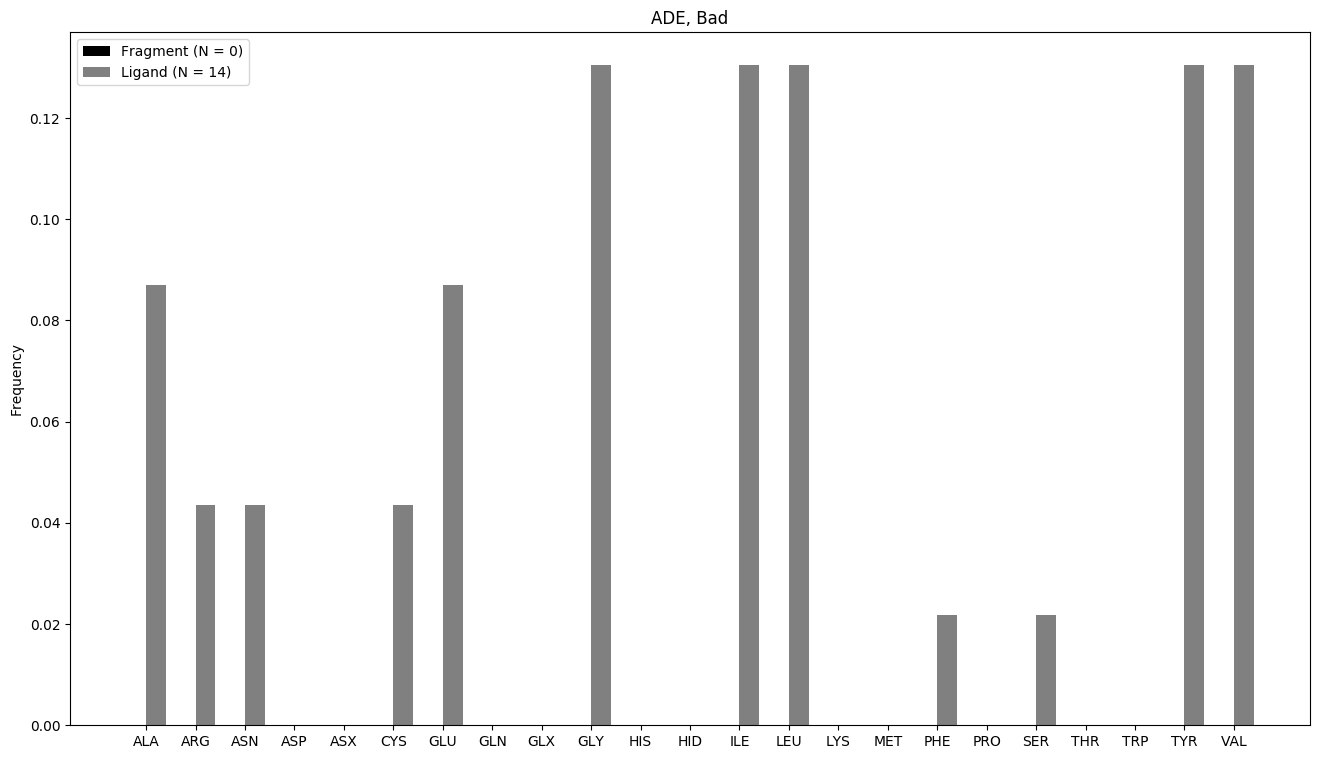 ADE, Bad
Fragment (N = 0)
Ligand (N = 14)
0.12
0.10
0.08
0.06
0.04
0.02
0.00
Frequency
ALA ARG ASN ASP ASX CYS GLU GLN GLX GLY HIS HID ILE LEU LYS MET PHE PRO SER THR TRP TYR VAL